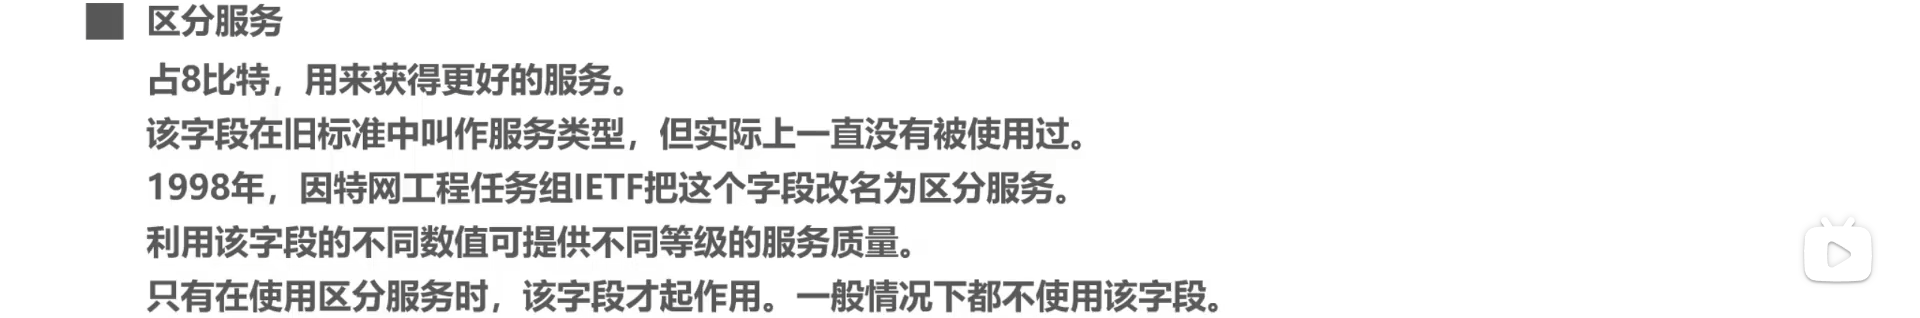 区分服务
占8比特，用来获得更好的服务。
该字段在旧标准中叫作服务类型，但实际上一直没有被使用过。
1998年，因特网工程任务组IETF把这个字段改名为区分服务。
利用该字段的不同数值可提供不同等级的服务质量。
只有在使用区分服务时，该字段才起作用。一般情况下都不使用该字段。